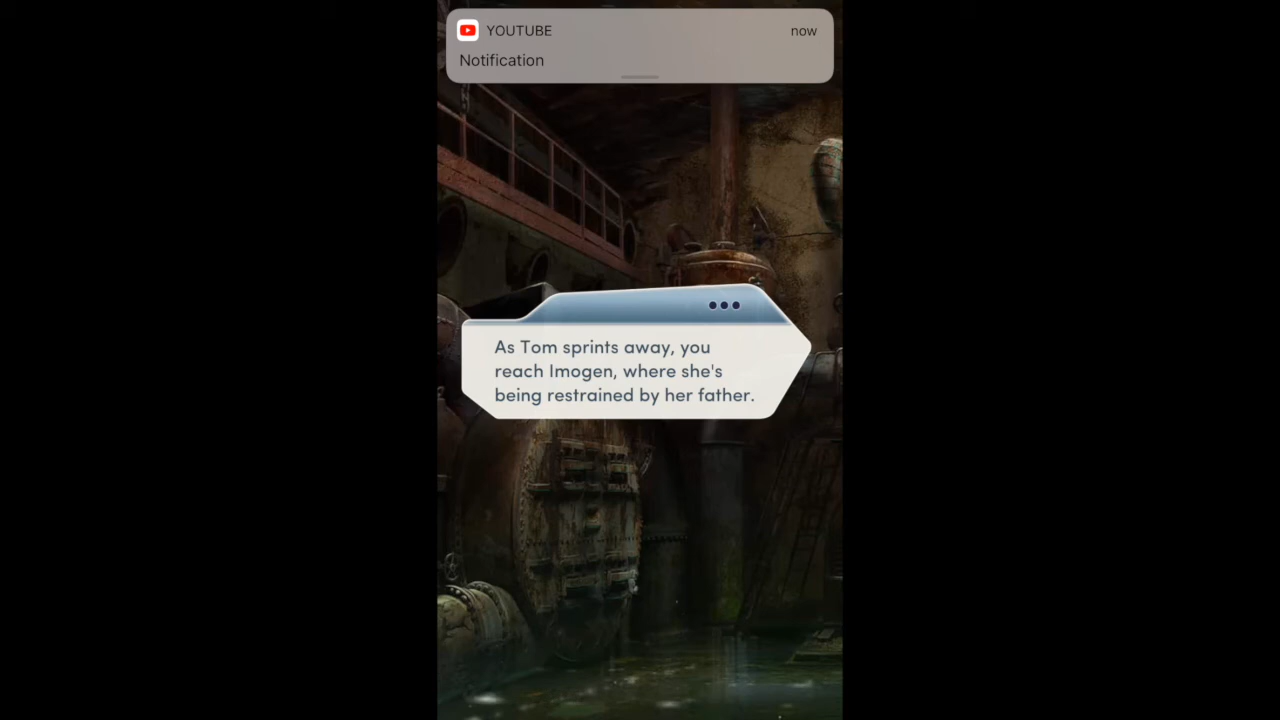 YOUTUBE now
Notification
As Tom sprints away, you
reach Imogen, where she's
being restrained by her father.